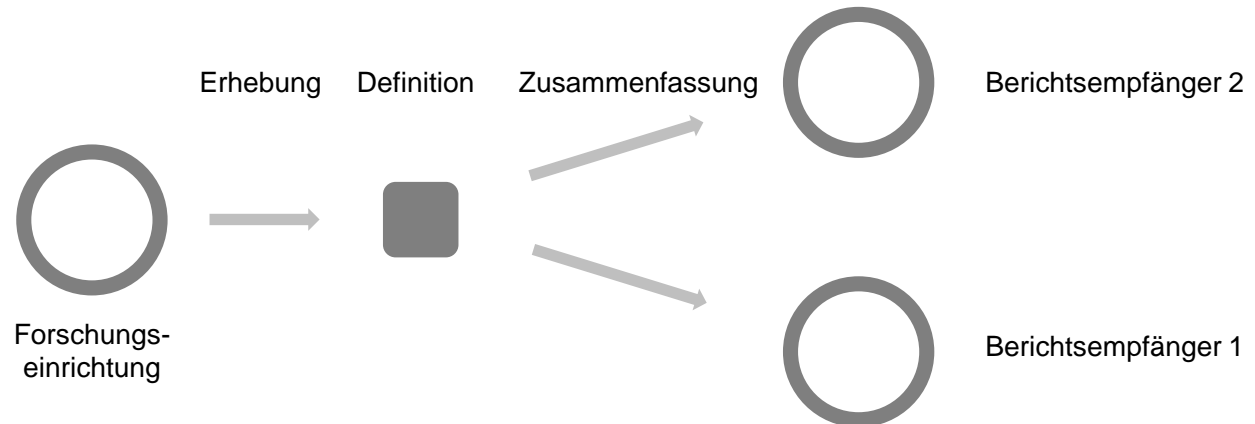 Erhebung
Definition
Zusammenfassung
Berichtsempfänger 2
Forschungs-
einrichtung
Berichtsempfänger 1